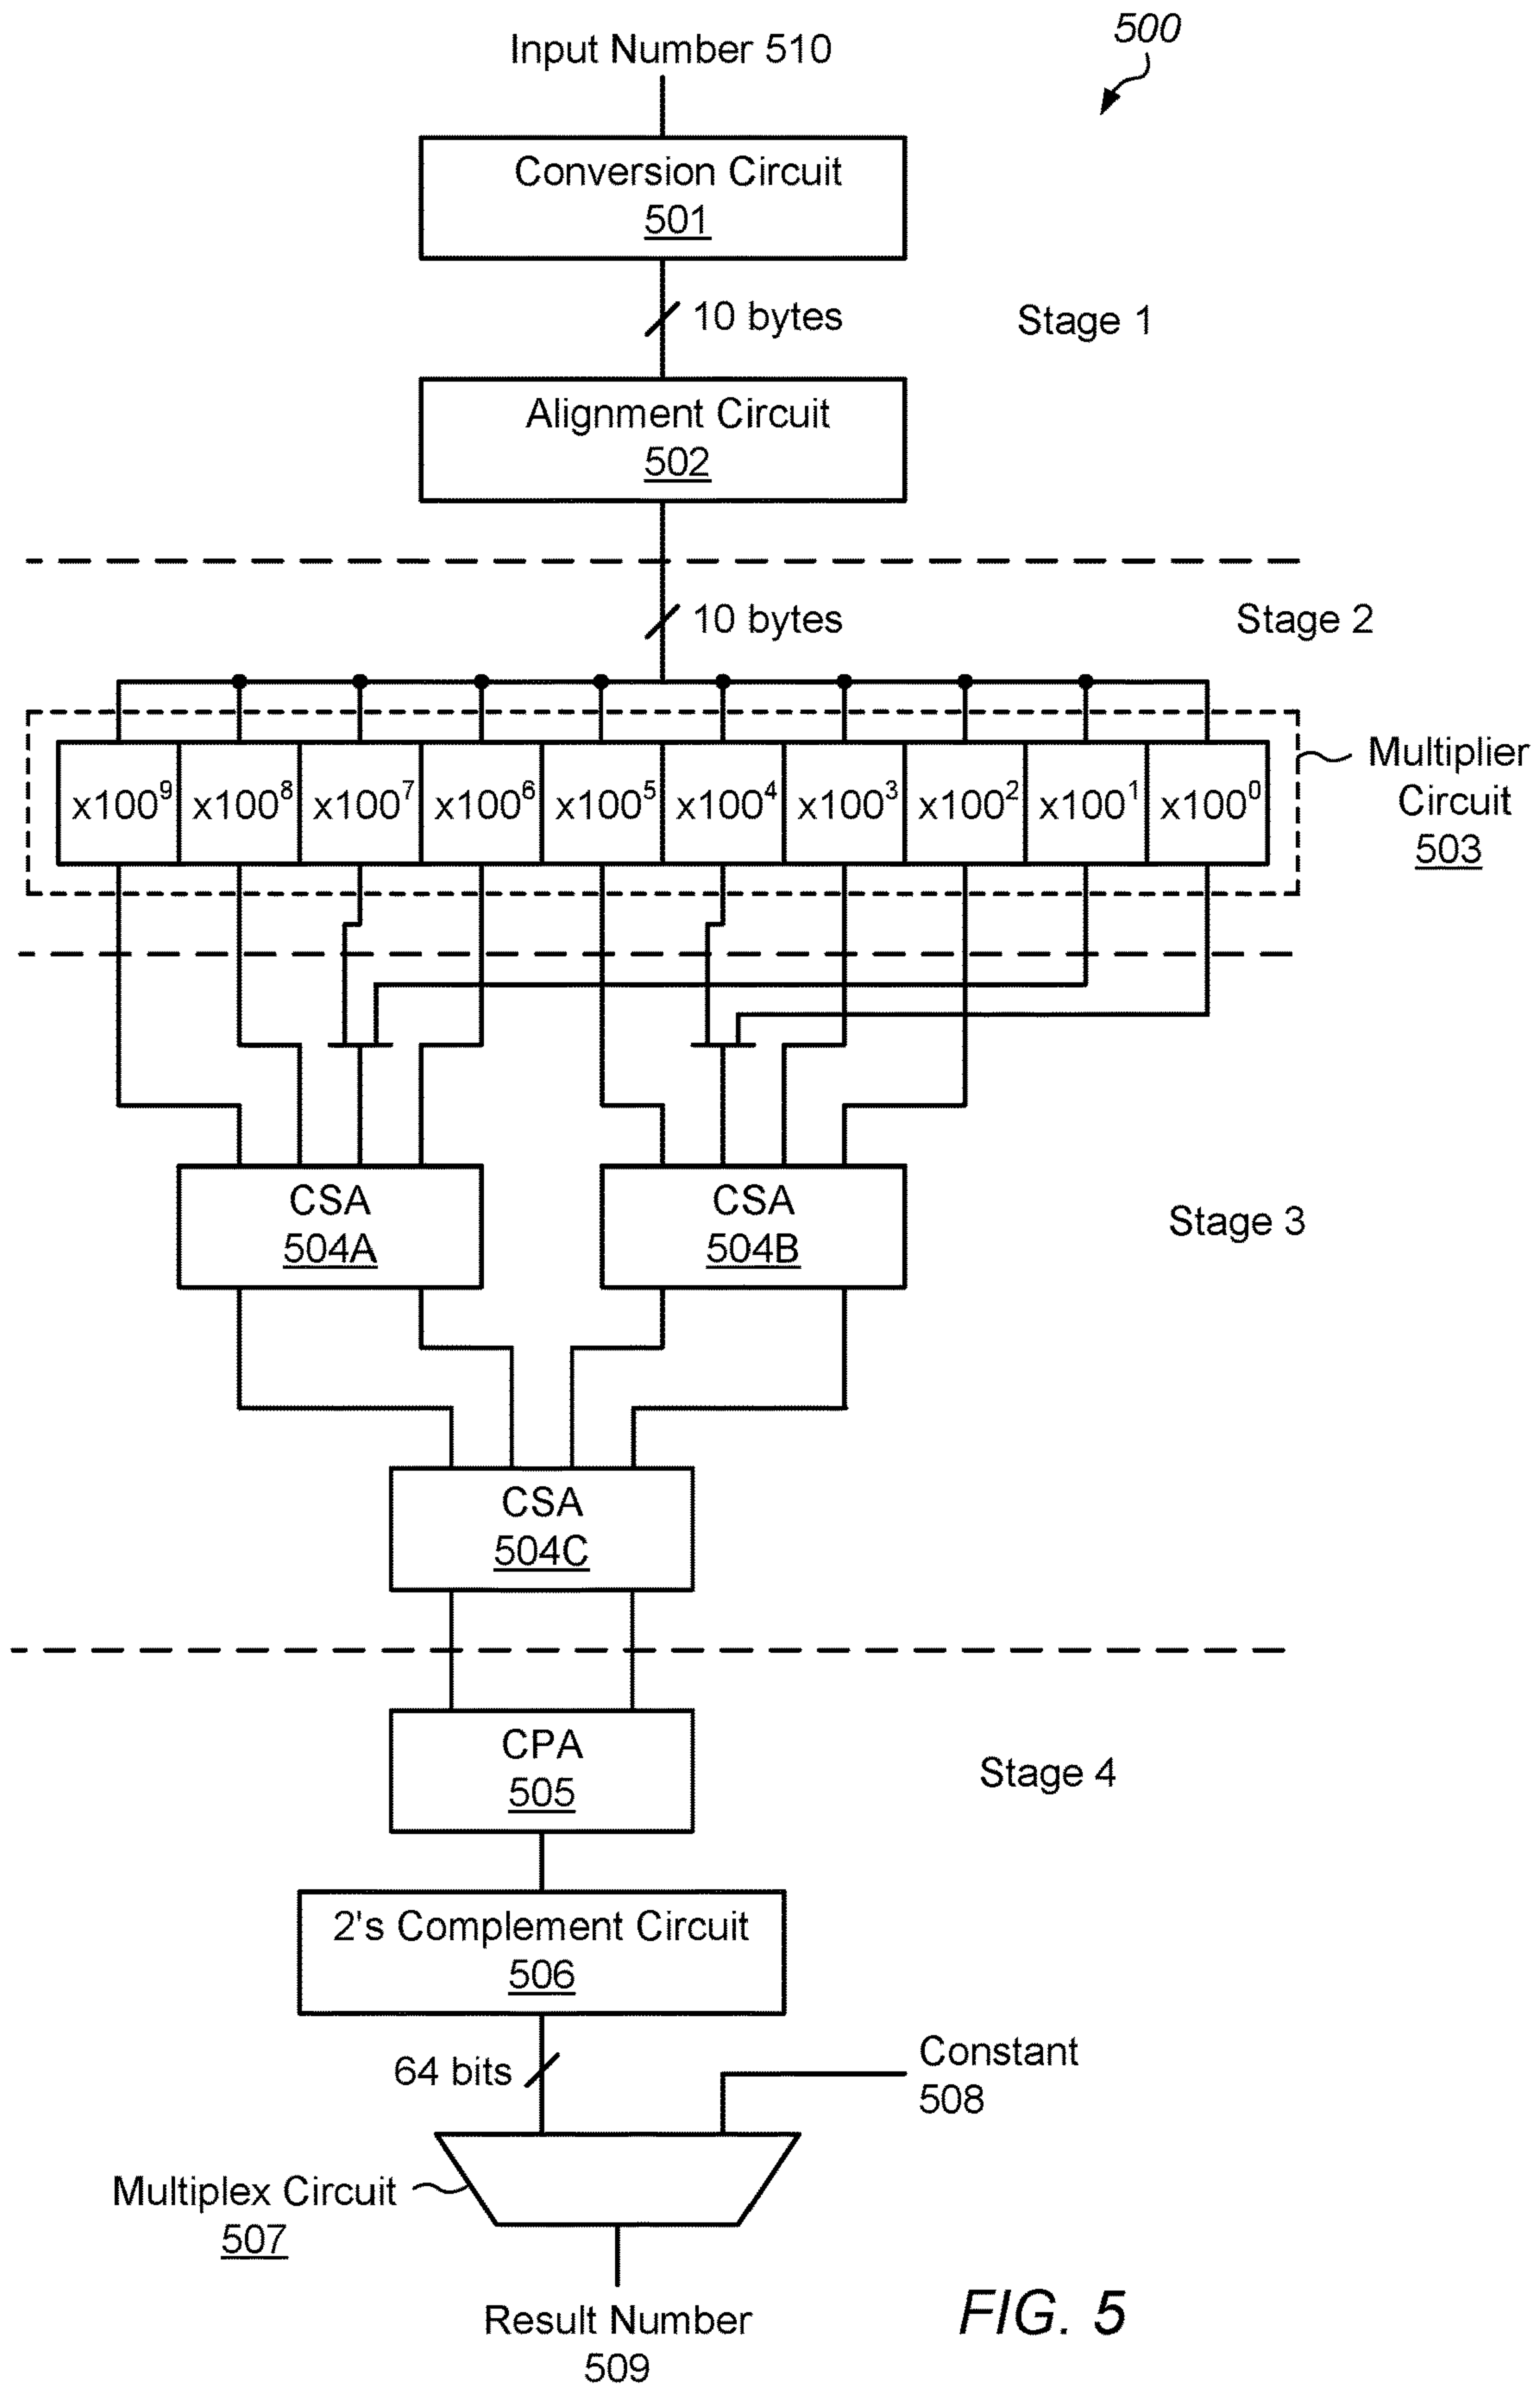 500
Input Number 510
Conversion Circuit
501
10 bytes
Stage 1
Alignment Circuit
502
10 bytes
Stage 2
x100⁹ x100⁸ x100⁷ x100⁶ x100⁵ x100⁴ x100³ x100² x100¹ x100⁰
Multiplier
Circuit
503
CSA
504A
CSA
504B
Stage 3
CSA
504C
CPA
505
Stage 4
2's Complement Circuit
506
64 bits
Constant
508
Multiplex Circuit
507
Result Number
509
FIG. 5